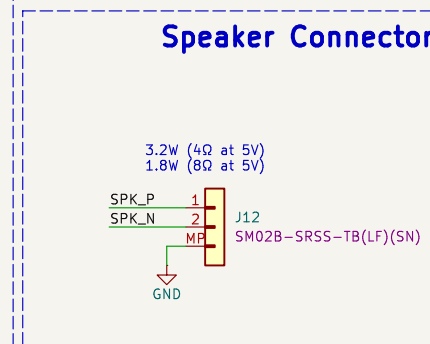 Speaker Connector
3.2W (4Ω at 5V)
1.8W (8Ω at 5V)
SPK_P
1
SPK_N
2
MP
J12
SM02B-SRSS-TB(LF)(SN)
GND